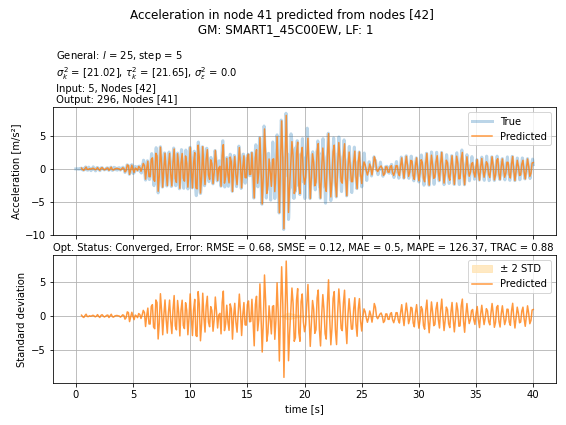 Acceleration in node 41 predicted from nodes [42]
GM: SMART1_45C00EW, LF: 1
General: l = 25, step = 5
σ²ₖ = [21.02], τ²ₖ = [21.65], σ²ε = 0.0
Input: 5, Nodes [42]
Output: 296, Nodes [41]
Acceleration [m/s²]
5
0
−5
−10
True
Predicted
Opt. Status: Converged, Error: RMSE = 0.68, SMSE = 0.12, MAE = 0.5, MAPE = 126.37, TRAC = 0.88
Standard deviation
5
0
−5
± 2 STD
Predicted
0 5 10 15 20 25 30 35 40
time [s]